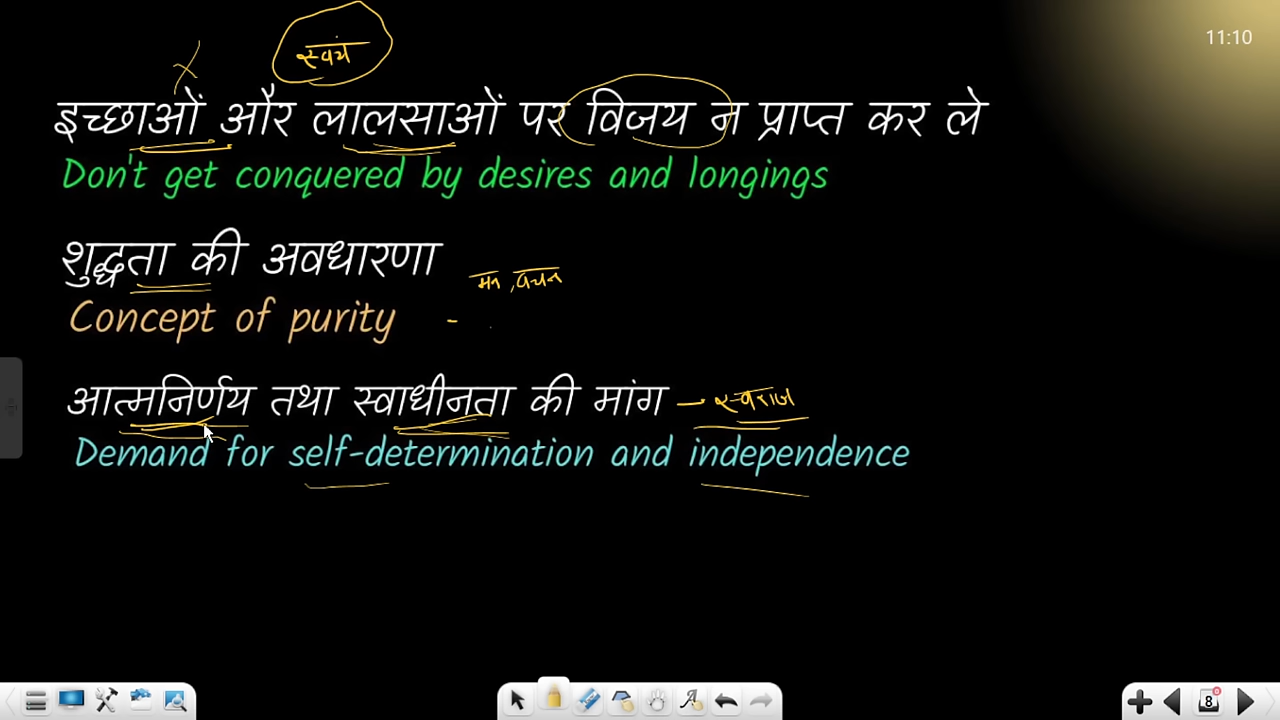 11:10
स्वयं
इच्छाओं और लालसाओं पर विजय न प्राप्त कर ले
Don't get conquered by desires and longings
शुद्धता की अवधारणा
मन, वचन
Concept of purity -
आत्मनिर्णय तथा स्वाधीनता की मांग - स्वराज
Demand for self-determination and independence
8